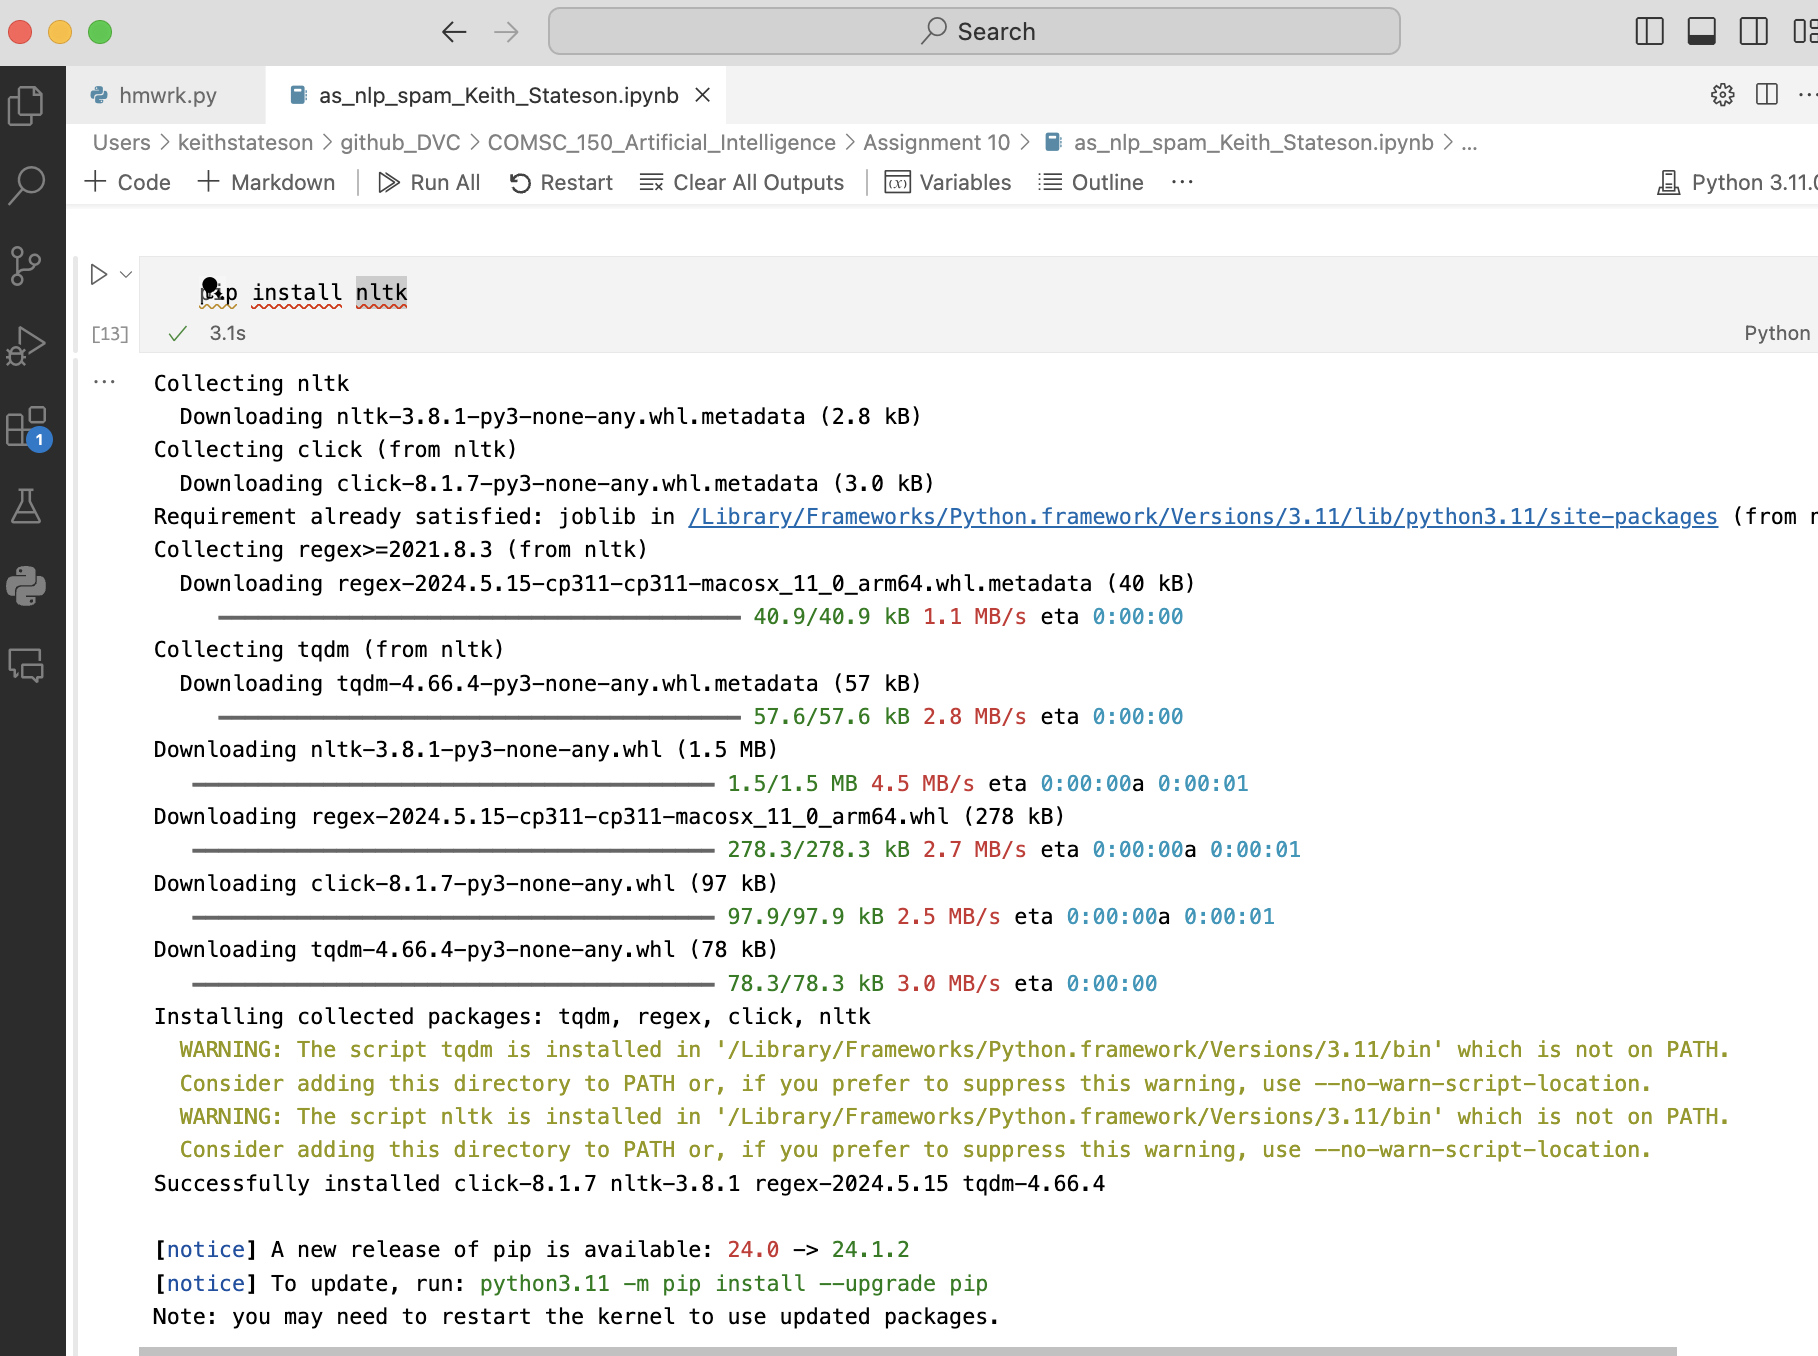 Search
hmwrk.py
as_nlp_spam_Keith_Stateson.ipynb
Users > keithstateson > github_DVC > COMSC_150_Artificial_Intelligence > Assignment 10 > as_nlp_spam_Keith_Stateson.ipynb > ...
+ Code + Markdown Run All Restart Clear All Outputs Variables Outline ... Python 3.11.0
pip install nltk
[13] 3.1s Python
1
Collecting nltk
Downloading nltk-3.8.1-py3-none-any.whl.metadata (2.8 kB)
Collecting click (from nltk)
Downloading click-8.1.7-py3-none-any.whl.metadata (3.0 kB)
Requirement already satisfied: joblib in /Library/Frameworks/Python.framework/Versions/3.11/lib/python3.11/site-packages (from
Collecting regex>=2021.8.3 (from nltk)
Downloading regex-2024.5.15-cp311-cp311-macosx_11_0_arm64.whl.metadata (40 kB)
40.9/40.9 kB 1.1 MB/s eta 0:00:00
Collecting tqdm (from nltk)
Downloading tqdm-4.66.4-py3-none-any.whl.metadata (57 kB)
57.6/57.6 kB 2.8 MB/s eta 0:00:00
Downloading nltk-3.8.1-py3-none-any.whl (1.5 MB)
1.5/1.5 MB 4.5 MB/s eta 0:00:00a 0:00:01
Downloading regex-2024.5.15-cp311-cp311-macosx_11_0_arm64.whl (278 kB)
278.3/278.3 kB 2.7 MB/s eta 0:00:00a 0:00:01
Downloading click-8.1.7-py3-none-any.whl (97 kB)
97.9/97.9 kB 2.5 MB/s eta 0:00:00a 0:00:01
Downloading tqdm-4.66.4-py3-none-any.whl (78 kB)
78.3/78.3 kB 3.0 MB/s eta 0:00:00
Installing collected packages: tqdm, regex, click, nltk
WARNING: The script tqdm is installed in '/Library/Frameworks/Python.framework/Versions/3.11/bin' which is not on PATH.
Consider adding this directory to PATH or, if you prefer to suppress this warning, use --no-warn-script-location.
WARNING: The script nltk is installed in '/Library/Frameworks/Python.framework/Versions/3.11/bin' which is not on PATH.
Consider adding this directory to PATH or, if you prefer to suppress this warning, use --no-warn-script-location.
Successfully installed click-8.1.7 nltk-3.8.1 regex-2024.5.15 tqdm-4.66.4
[notice] A new release of pip is available: 24.0 -> 24.1.2
[notice] To update, run: python3.11 -m pip install --upgrade pip
Note: you may need to restart the kernel to use updated packages.